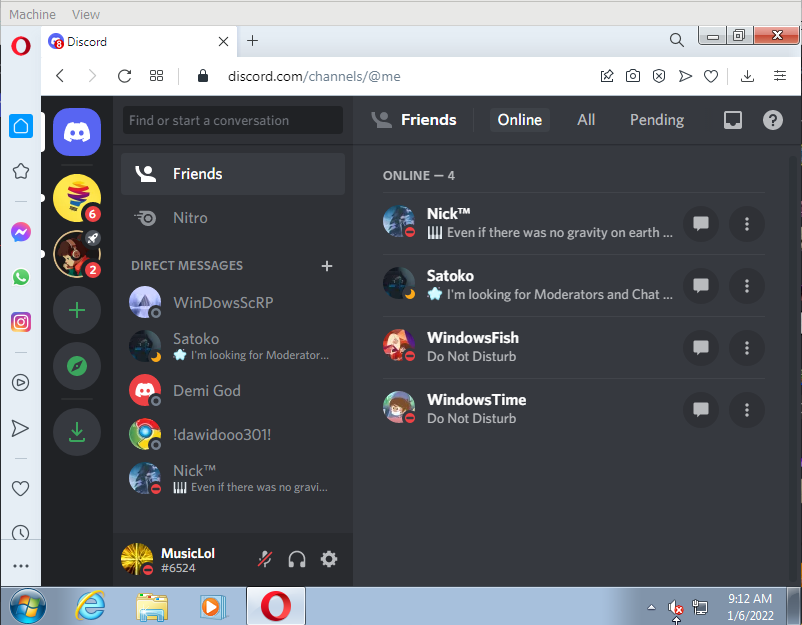 Machine View
8 Discord
discord.com/channels/@me
Find or start a conversation
Friends
Online
All
Pending
Friends
Nitro
DIRECT MESSAGES
WinDowsScRP
Satoko
I'm looking for Moderator...
Demi God
!dawidooo301!
Nick™
Even if there was no gravi...
6
2
MusicLol
#6524
ONLINE — 4
Nick™
Even if there was no gravity on earth ...
Satoko
I'm looking for Moderators and Chat ...
WindowsFish
Do Not Disturb
WindowsTime
Do Not Disturb
9:12 AM
1/6/2022